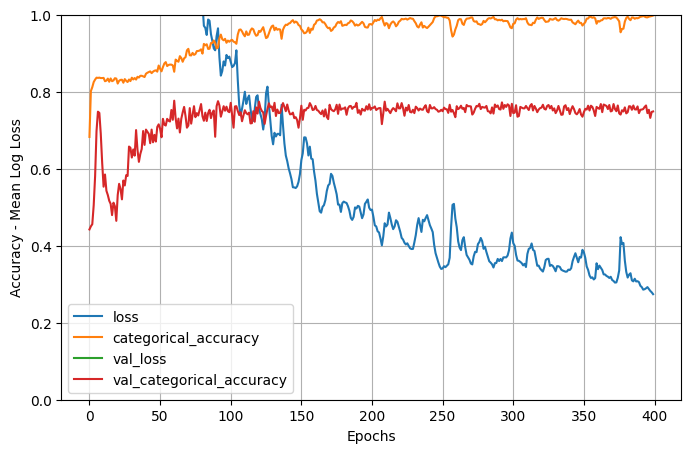 1.0
0.8
0.6
0.4
0.2
0.0
Accuracy - Mean Log Loss
loss
categorical_accuracy
val_loss
val_categorical_accuracy
0 50 100 150 200 250 300 350 400
Epochs